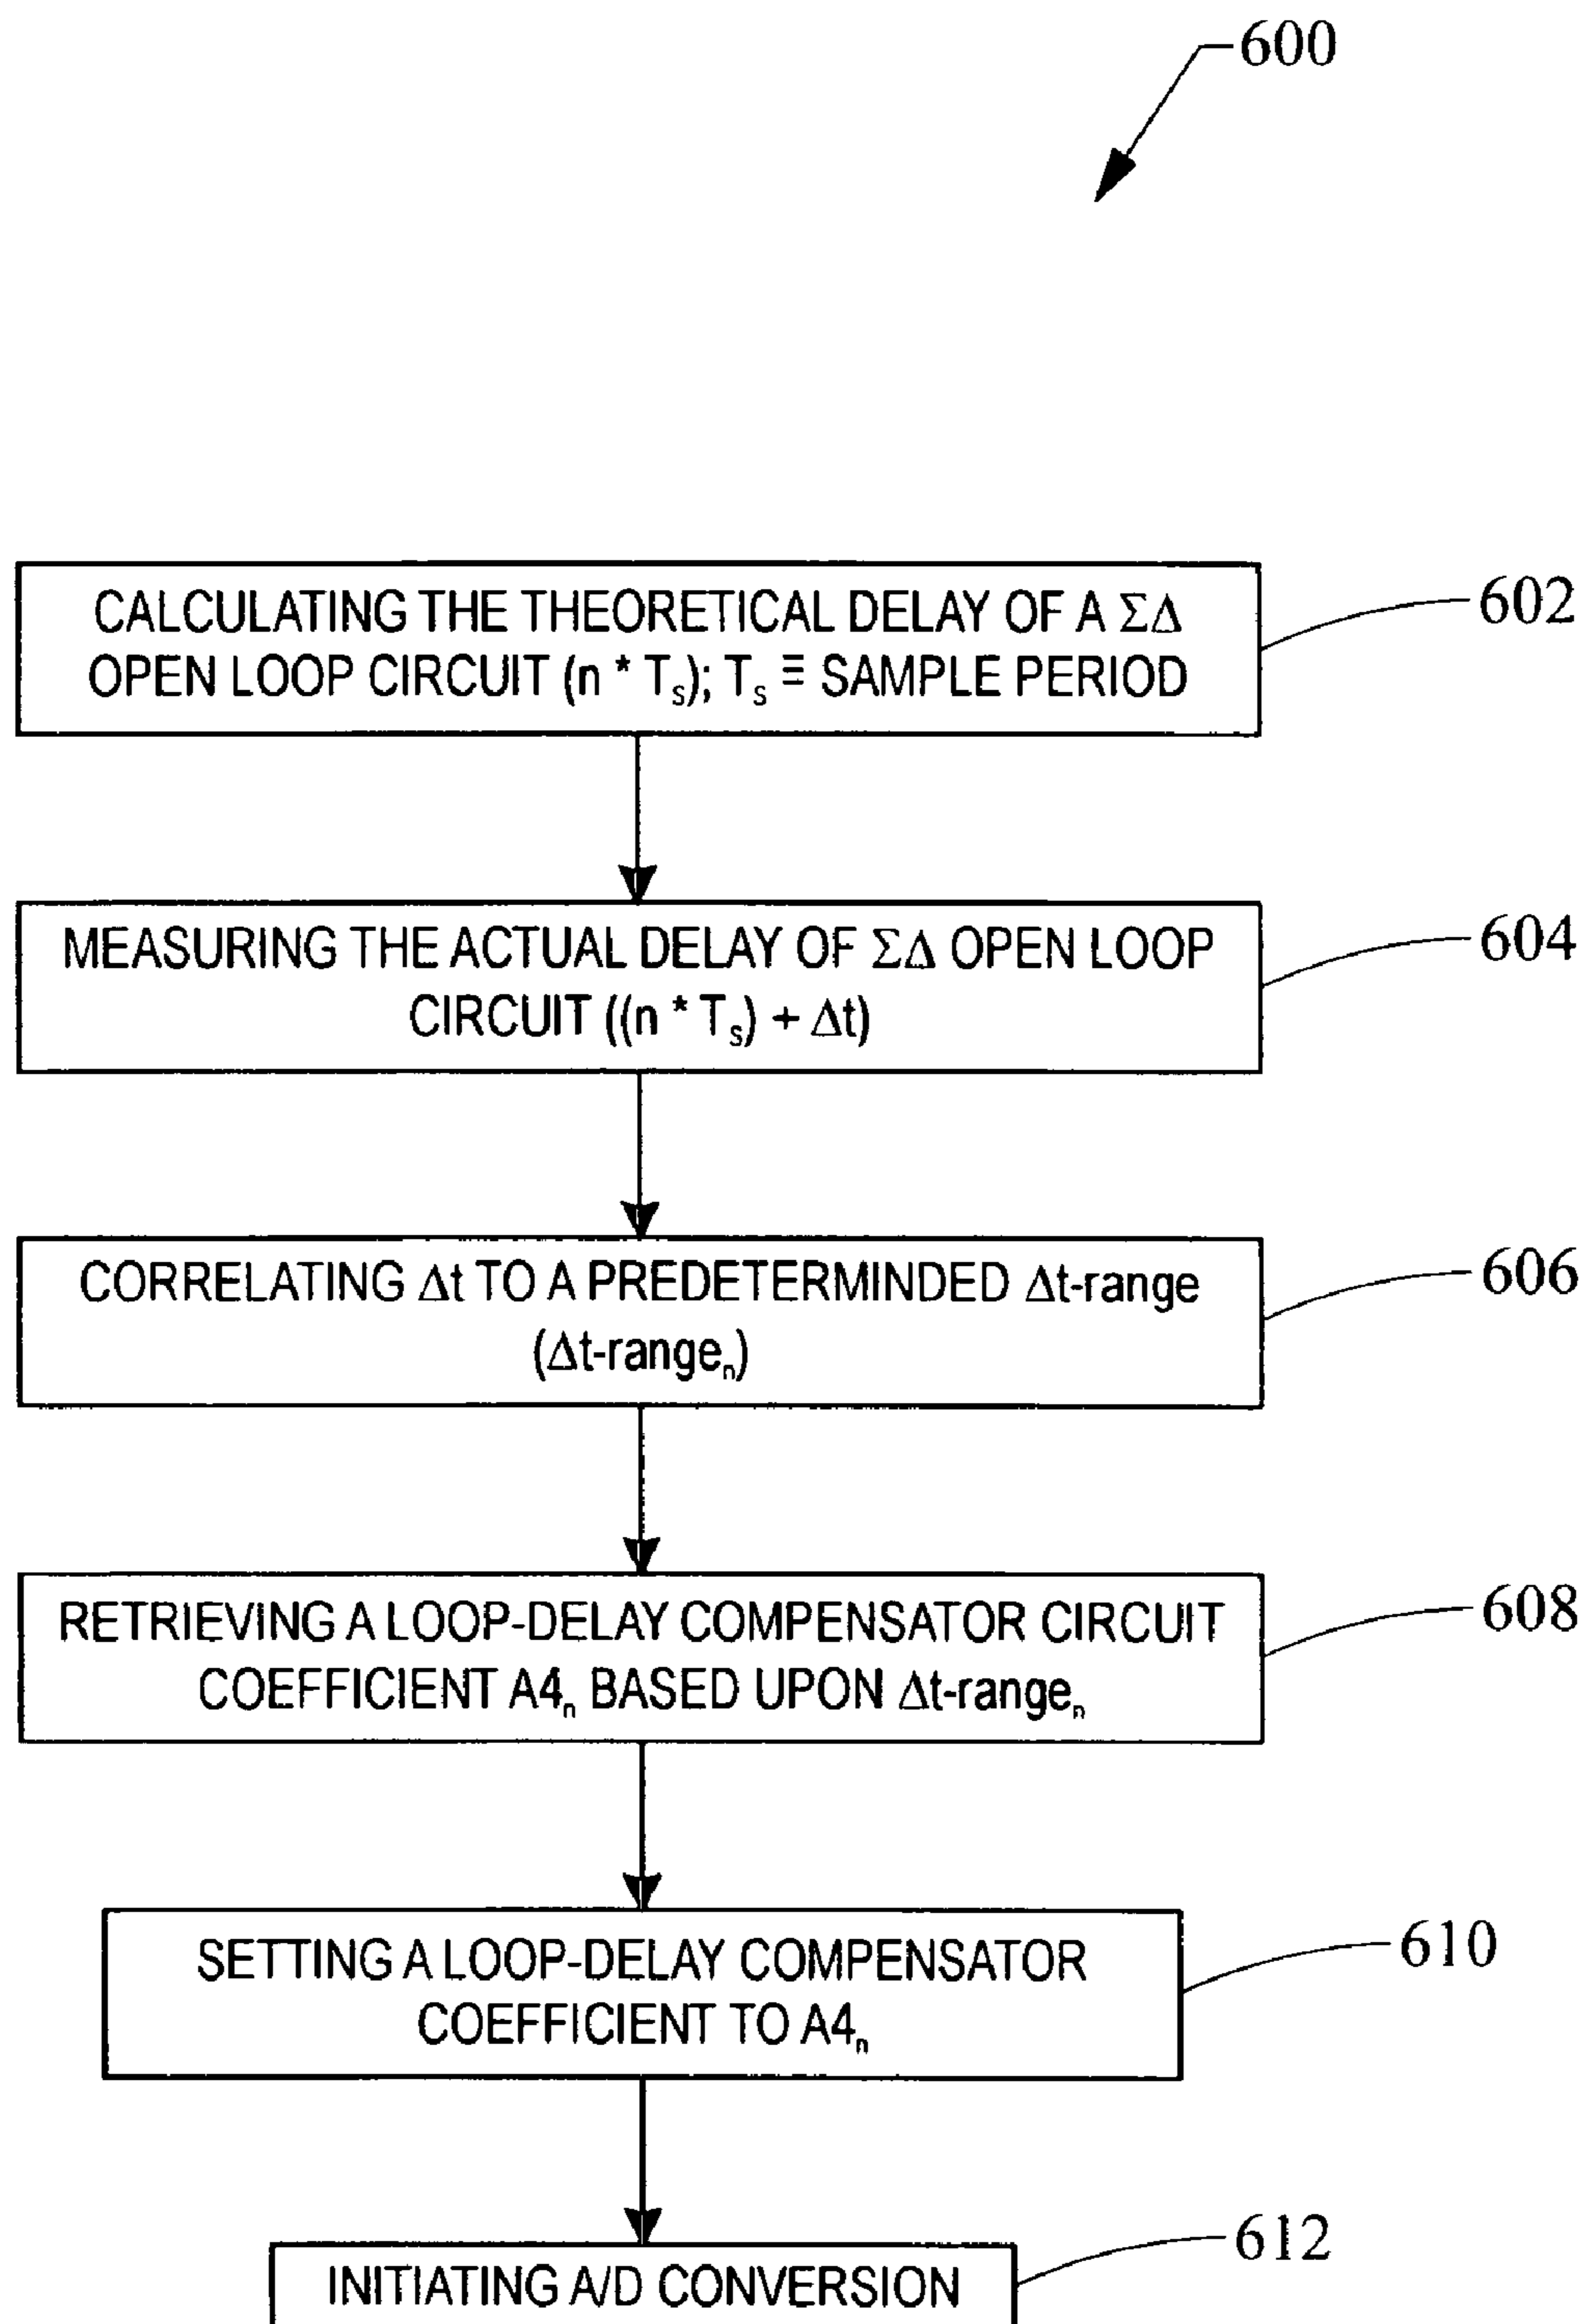 600
CALCULATING THE THEORETICAL DELAY OF A ΣΔ
OPEN LOOP CIRCUIT (n * Tₛ); Tₛ ≡ SAMPLE PERIOD
602
MEASURING THE ACTUAL DELAY OF ΣΔ OPEN LOOP
CIRCUIT ((n * Tₛ) + Δt)
604
CORRELATING Δt TO A PREDETERMINDED Δt-range
(Δt-rangeₙ)
606
RETRIEVING A LOOP-DELAY COMPENSATOR CIRCUIT
COEFFICIENT A4ₙ BASED UPON Δt-rangeₙ
608
SETTING A LOOP-DELAY COMPENSATOR
COEFFICIENT TO A4ₙ
610
INITIATING A/D CONVERSION
612